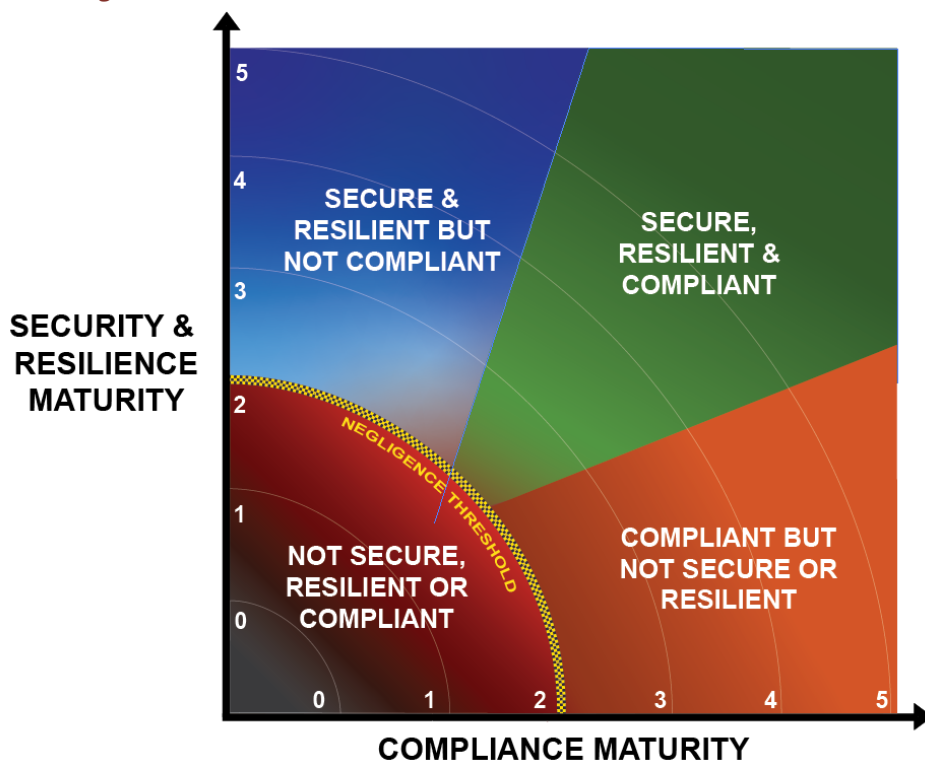 5
4
3
2
1
0
SECURITY &
RESILIENCE
MATURITY
SECURE &
RESILIENT BUT
NOT COMPLIANT
SECURE,
RESILIENT &
COMPLIANT
NEGLIGENCE THRESHOLD
NOT SECURE,
RESILIENT OR
COMPLIANT
COMPLIANT BUT
NOT SECURE OR
RESILIENT
0 1 2 3 4 5
COMPLIANCE MATURITY